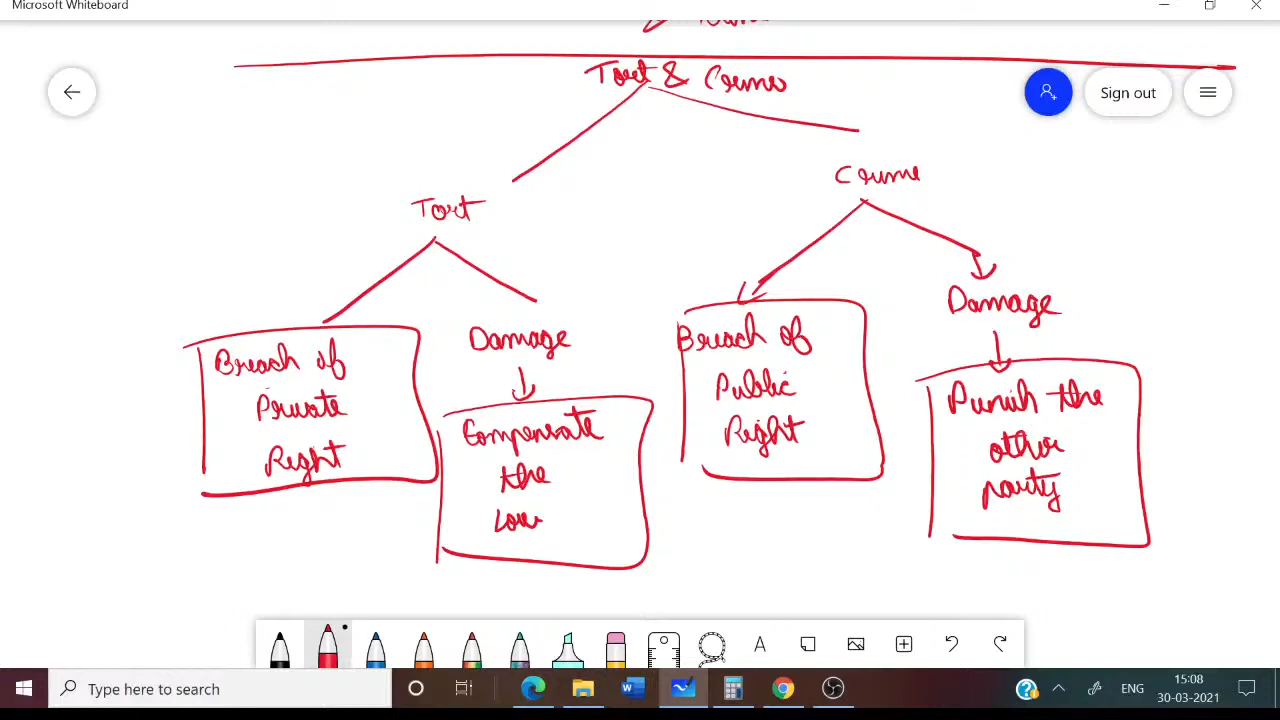 Microsoft Whiteboard
Tort & Crime
Sign out
Crime
Tort
Damage
Breach of
Private
Right
Damage
Compensate
the
Loss
Breach of
Public
Right
Punish the
other
party
A
Type here to search
ENG
15:08
30-03-2021